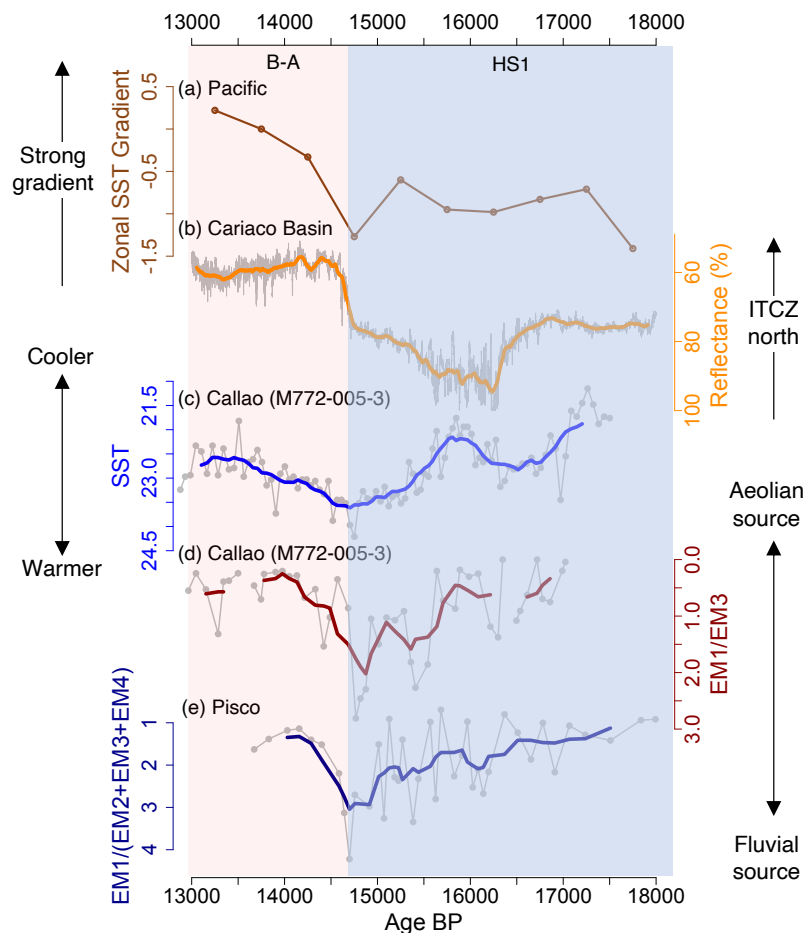 13000 14000 15000 16000 17000 18000
B-A HS1
(a) Pacific
0.5
-0.5
-1.5
Zonal SST Gradient
Strong
gradient
(b) Cariaco Basin
60
80
100
Reflectance (%)
ITCZ
north
Cooler
(c) Callao (M772-005-3)
21.5
23.0
24.5
SST
Warmer
Aeolian
source
(d) Callao (M772-005-3)
0.0
1.0
2.0
3.0
EM1/EM3
(e) Pisco
1
2
3
4
EM1/(EM2+EM3+EM4)
Fluvial
source
13000 14000 15000 16000 17000 18000
Age BP